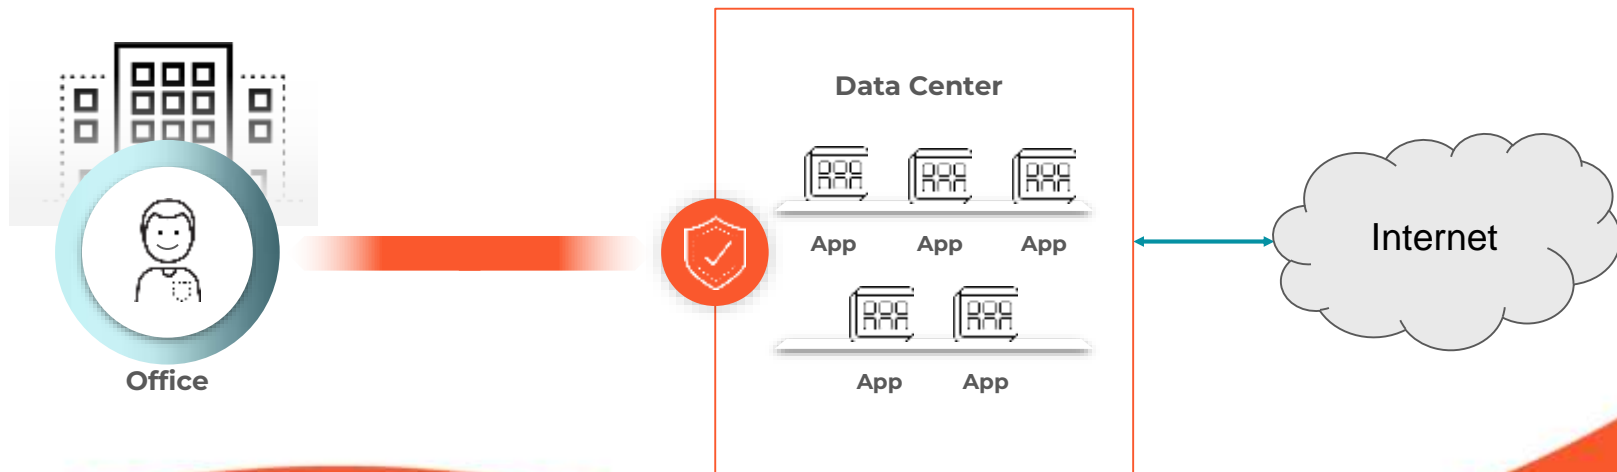 Data Center
App App App
App App
Office
Internet